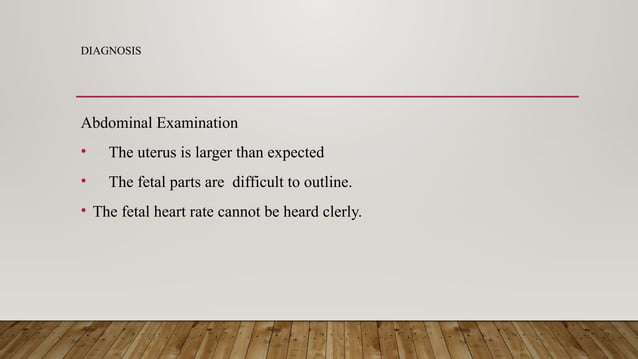 DIAGNOSIS
Abdominal Examination
• The uterus is larger than expected
• The fetal parts are difficult to outline.
• The fetal heart rate cannot be heard clerly.